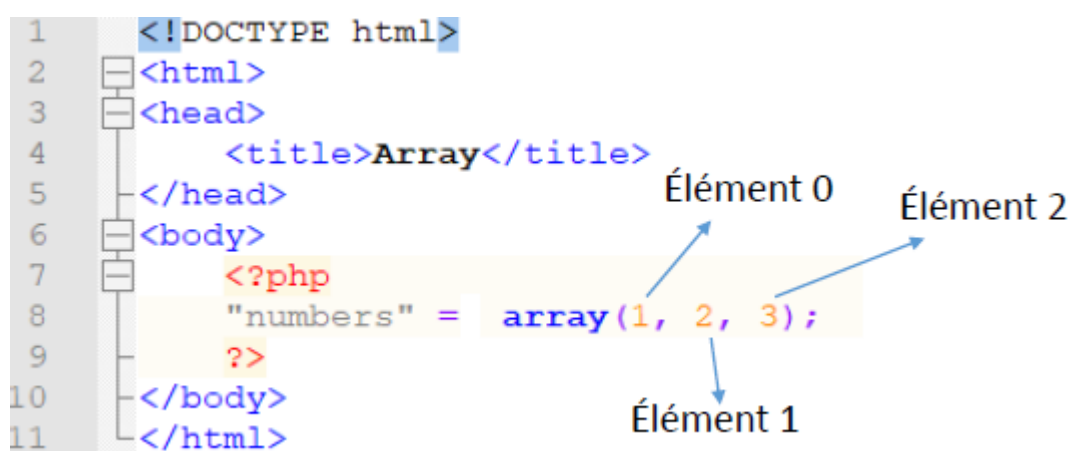 1 <!DOCTYPE html>
2 <html>
3 <head>
4 <title>Array</title>
5 </head>
Élément 0
Élément 2
6 <body>
7 <?php
8 "numbers" = array(1, 2, 3);
9 ?>
10 </body>
Élément 1
11 </html>